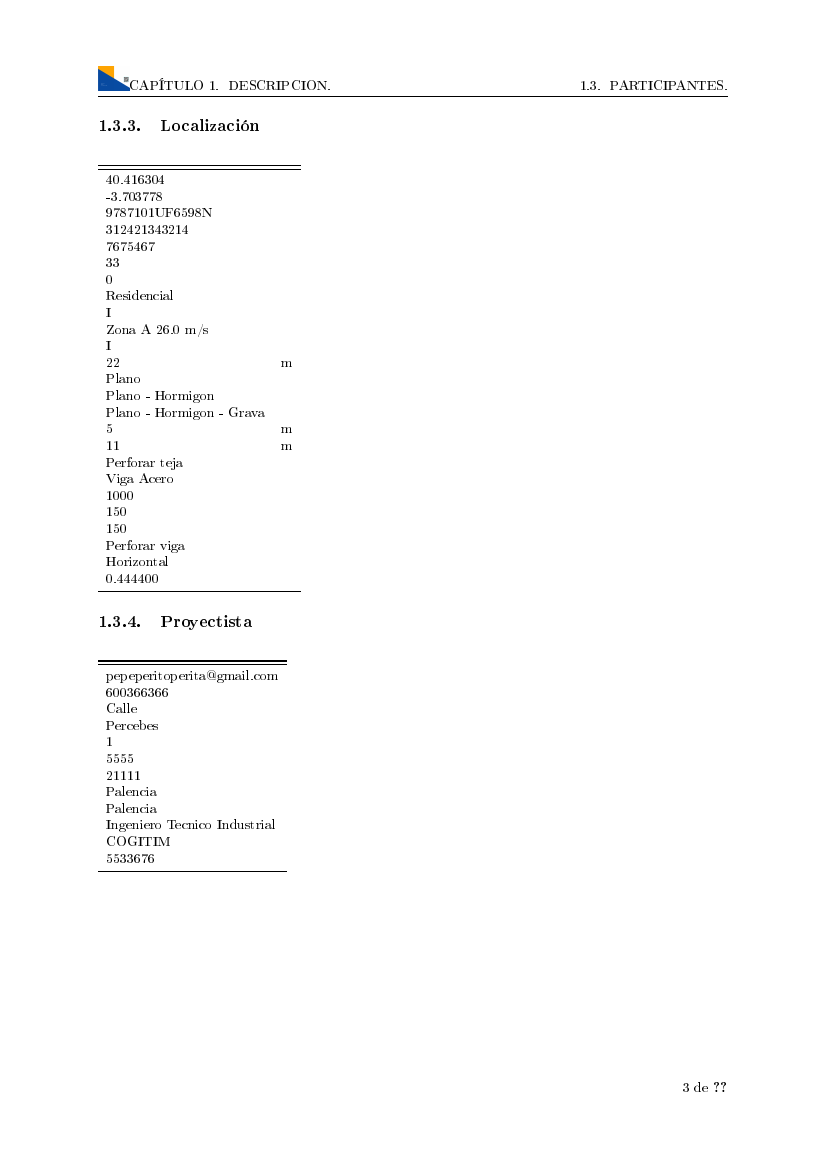 CAPÍTULO 1. DESCRIPCION. 1.3. PARTICIPANTES.
1.3.3. Localización
40.416304
-3.703778
9787101UF6598N
312421343214
7675467
33
0
Residencial
I
Zona A 26.0 m/s
I
22 m
Plano
Plano - Hormigon
Plano - Hormigon - Grava
5 m
11 m
Perforar teja
Viga Acero
1000
150
150
Perforar viga
Horizontal
0.444400
1.3.4. Proyectista
pepeperitoperita@gmail.com
600366366
Calle
Percebes
1
5555
21111
Palencia
Palencia
Ingeniero Tecnico Industrial
COGITIM
5533676
3 de ??